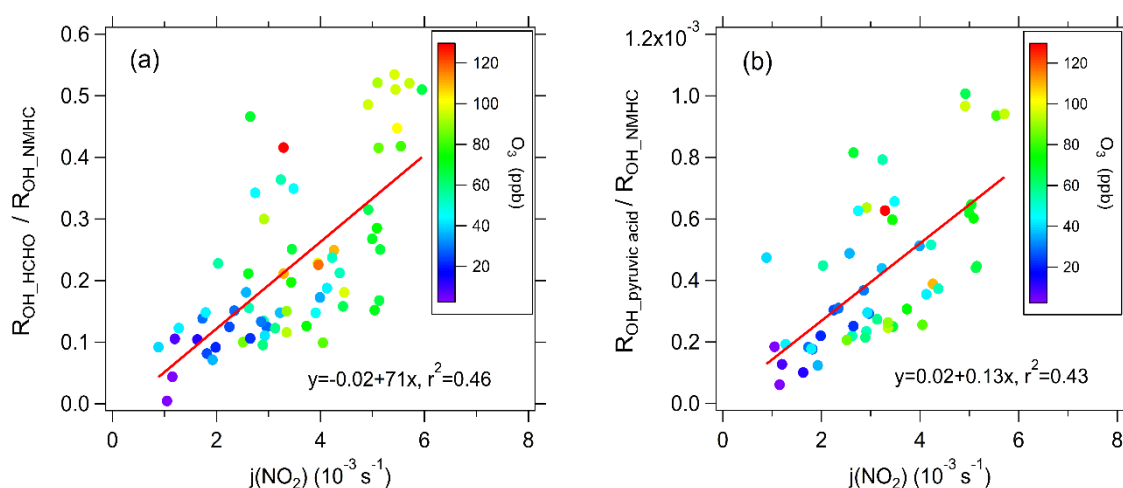 (a)
R_OH_HCHO / R_OH_NMHC
0.6
0.5
0.4
0.3
0.2
0.1
0.0
0 2 4 6 8
j(NO₂) (10⁻³ s⁻¹)
120
100
80
60
40
20
O₃ (ppb)
y=-0.02+71x, r²=0.46
(b)
R_OH_pyruvic acid / R_OH_NMHC
1.2x10⁻³
1.0
0.8
0.6
0.4
0.2
0.0
0 2 4 6 8
j(NO₂) (10⁻³ s⁻¹)
120
100
80
60
40
20
O₃ (ppb)
y=0.02+0.13x, r²=0.43